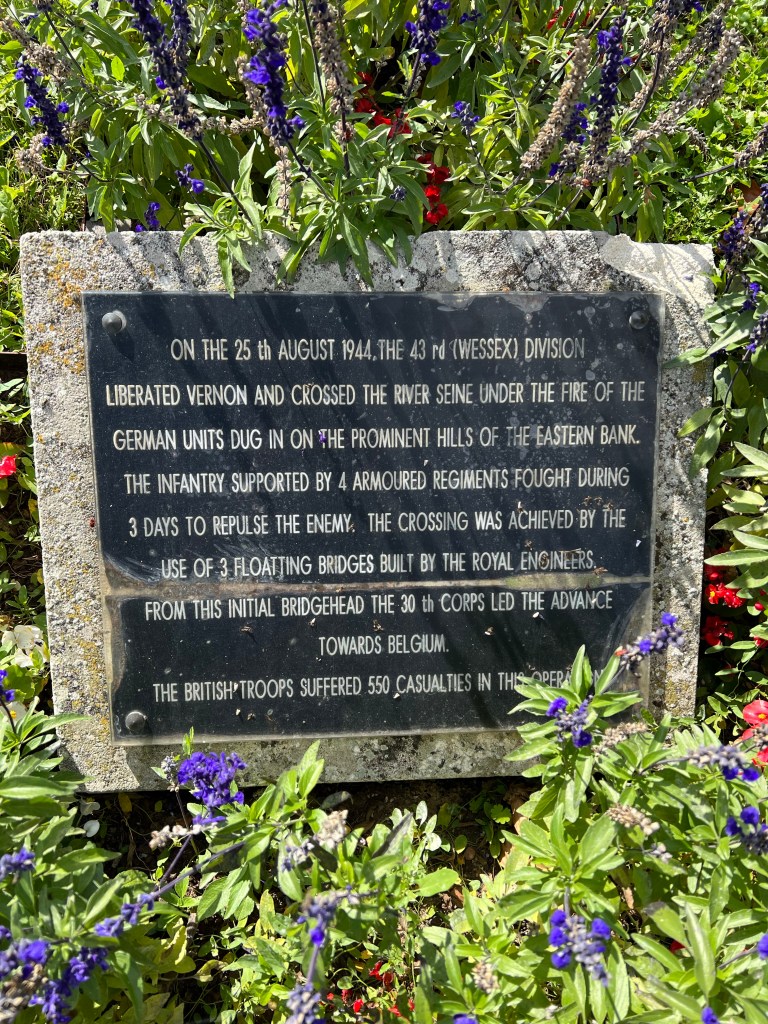 ON THE 25 th AUGUST 1944, THE 43 rd (WESSEX) DIVISION
LIBERATED VERNON AND CROSSED THE RIVER SEINE UNDER THE FIRE OF THE
GERMAN UNITS DUG IN ON THE PROMINENT HILLS OF THE EASTERN BANK.
THE INFANTRY SUPPORTED BY 4 ARMOURED REGIMENTS FOUGHT DURING
3 DAYS TO REPULSE THE ENEMY. THE CROSSING WAS ACHIEVED BY THE
USE OF 3 FLOATTING BRIDGES BUILT BY THE ROYAL ENGINEERS.
FROM THIS INITIAL BRIDGEHEAD THE 30 th CORPS LED THE ADVANCE
TOWARDS BELGIUM.
THE BRITISH TROOPS SUFFERED 550 CASUALTIES IN THIS OPERATION